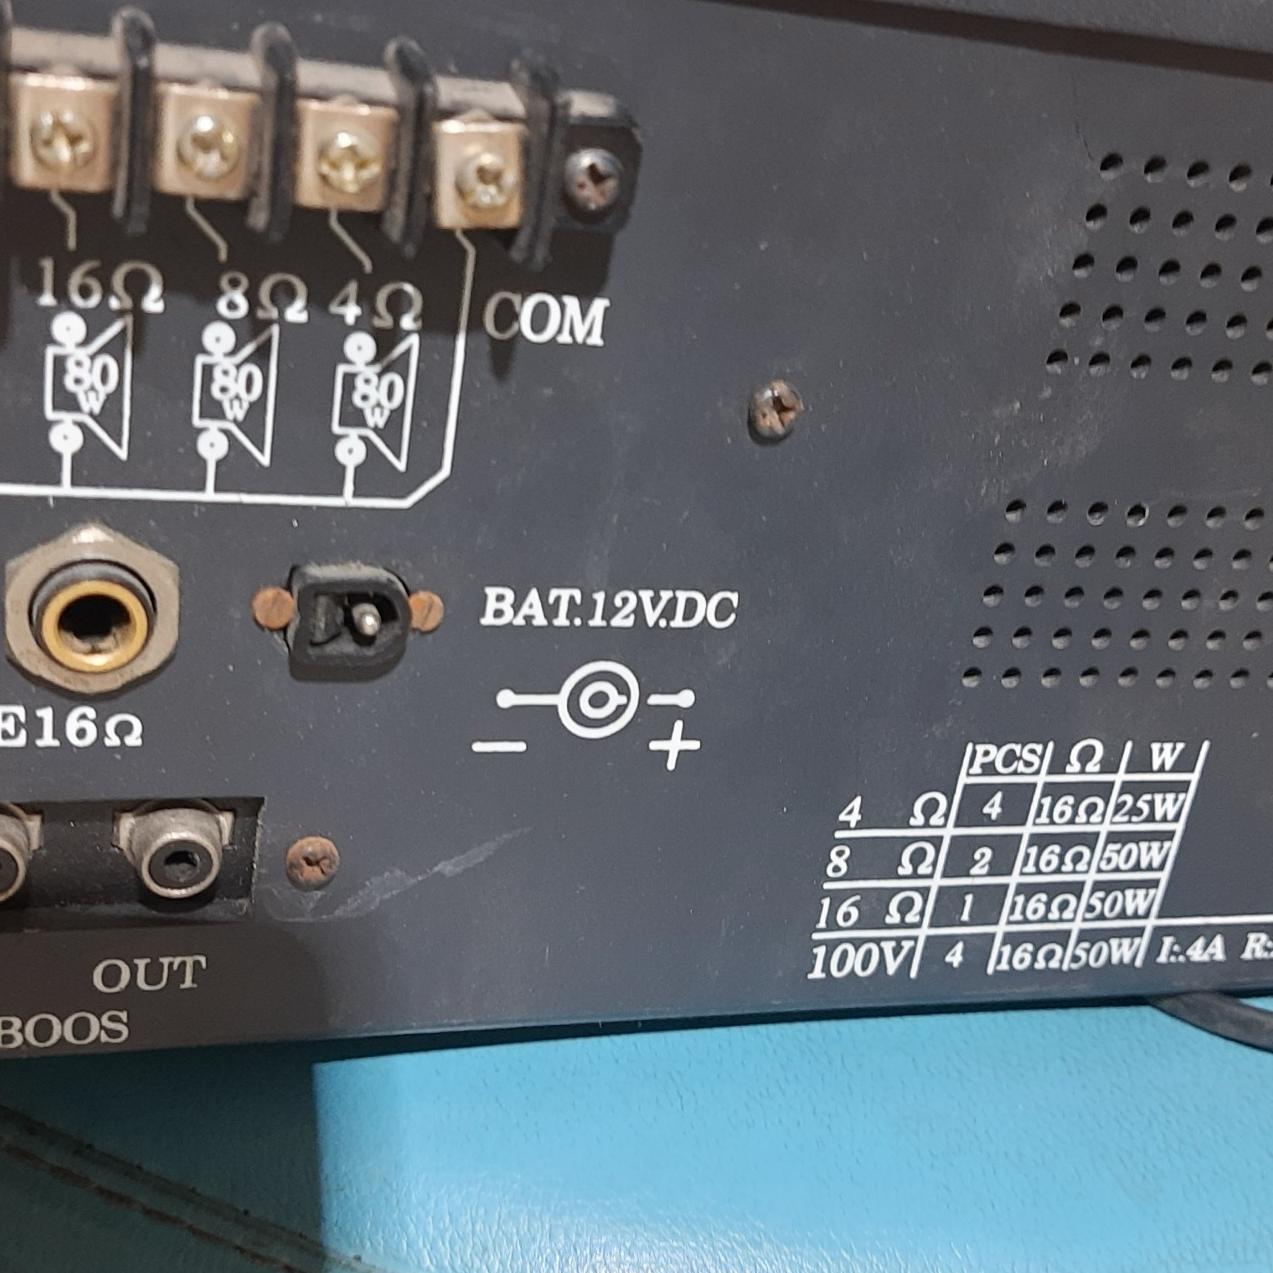 16Ω 8Ω 4Ω COM
80 W 80 W 80 W
BAT.12V.DC
E16Ω
− +
PCS Ω W
4 Ω 4 16Ω 25W
8 Ω 2 16Ω 50W
16 Ω 1 16Ω 50W
100V 4 16Ω 50W I:.4A R:
OUT
BOOS